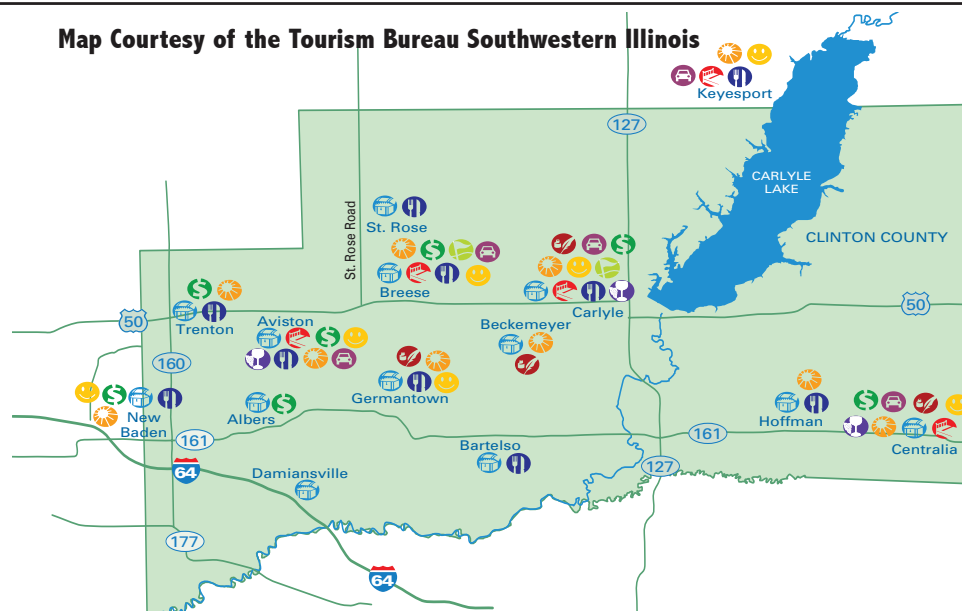 Map Courtesy of the Tourism Bureau Southwestern Illinois
Keyesport
127
CARLYLE
LAKE
St. Rose Road
St. Rose
CLINTON COUNTY
Breese
Carlyle
50
50
Trenton
Aviston
Beckemeyer
160
Germantown
New
Baden
Albers
Hoffman
161
161
Bartelso
Centralia
64
Damiansville
127
177
64